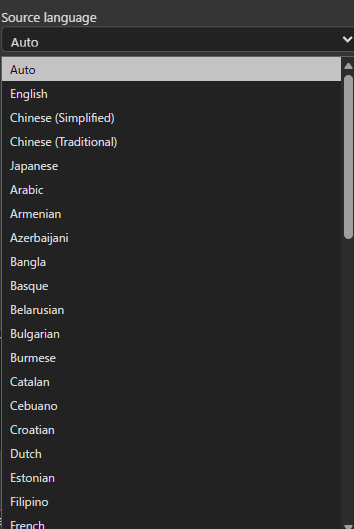 Source language
Auto
Auto
English
Chinese (Simplified)
Chinese (Traditional)
Japanese
Arabic
Armenian
Azerbaijani
Bangla
Basque
Belarusian
Bulgarian
Burmese
Catalan
Cebuano
Croatian
Dutch
Estonian
Filipino
French